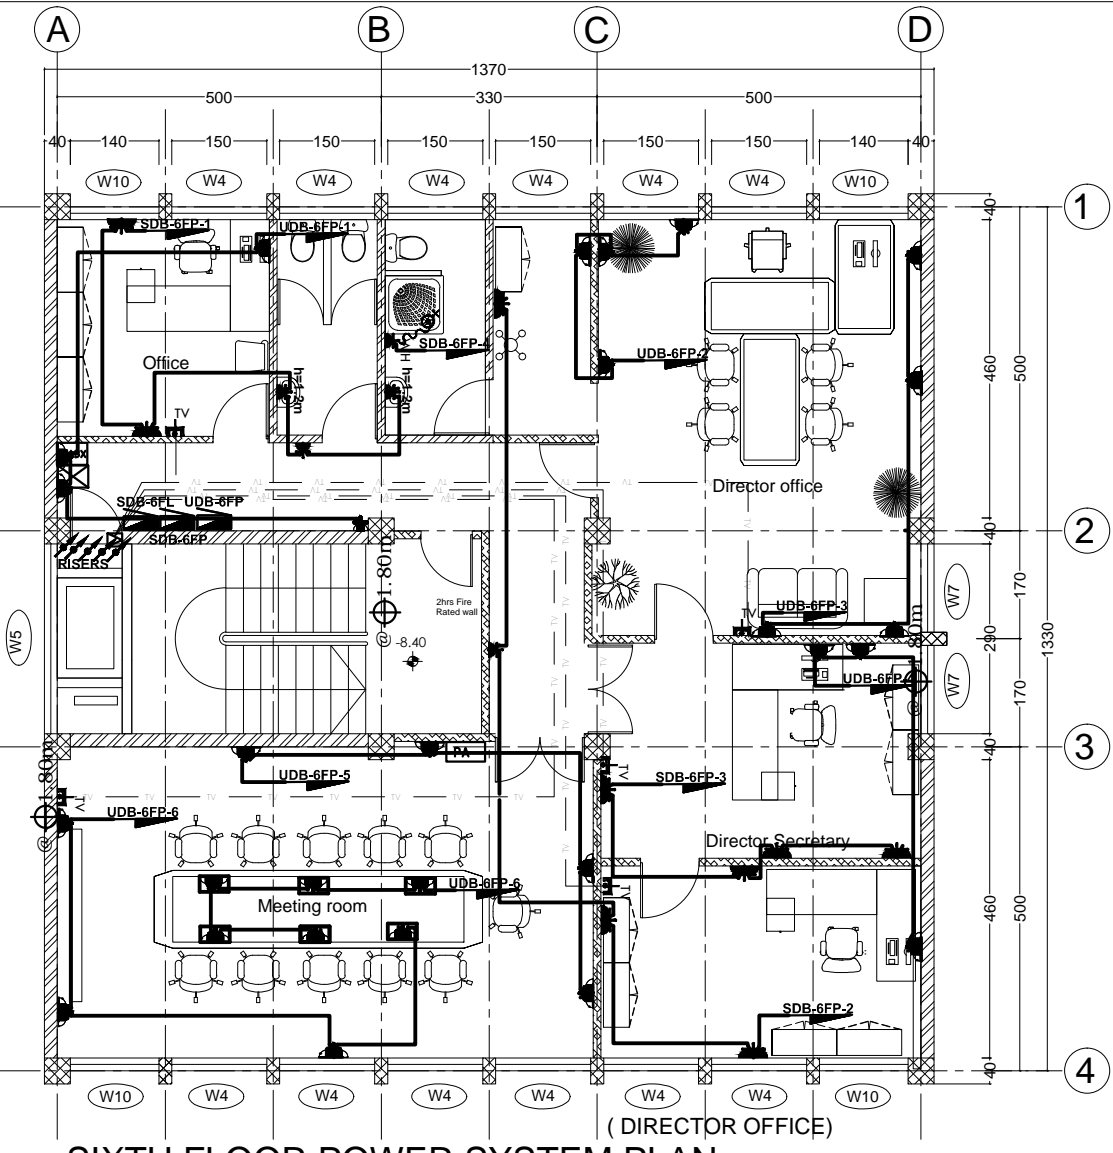 A B C D
1370
500 330 500
40 140 150 150 150 150 150 150 140 40
W10 W4 W4 W4 W4 W4 W4 W10
1
40
SDB-6FP-1 UDB-6FP-1
SDB-6FP-4
UDB-6FP-2
H
Office
h=1.2m h=1.2m
460 500
TV
Director office
SDB-6FL UDB-6FP
SDB-6FP
RISERS
40
2
@ 1.80m
2hrs Fire
Rated wall
-8.40
170
W5
W7
TV
UDB-6FP-3
290 1330
@ 1.80m
UDB-6FP
W7
170
40
3
PA
@ 1.80m
UDB-6FP-5
TV
SDB-6FP-3
TV
UDB-6FP-6
Director Secretary
UDB-6FP-6
TV
Meeting room
460 500
SDB-6FP-2
40
4
W10 W4 W4 W4 W4 W4 W4 W10
( DIRECTOR OFFICE)
SIXTH FLOOR POWER SYSTEM PLAN